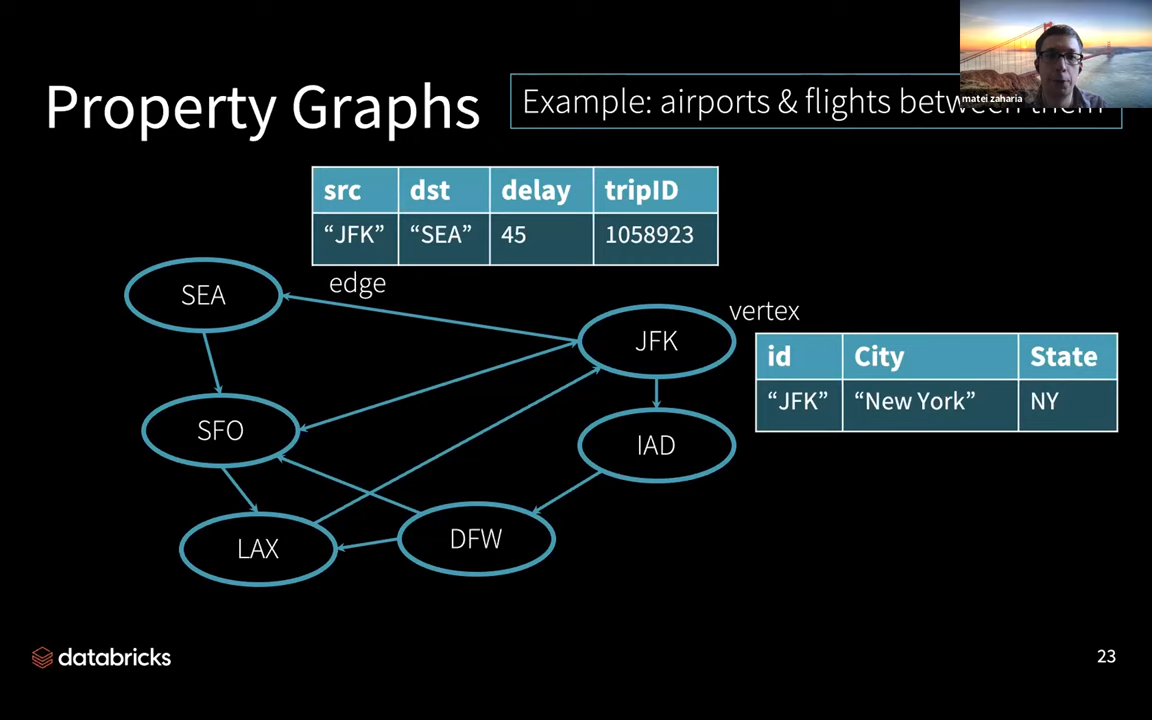 matei zaharia
Property Graphs
Example: airports & flights between them
src dst delay tripID
“JFK” “SEA” 45 1058923
edge
SEA
vertex
JFK
id City State
“JFK” “New York” NY
SFO
IAD
LAX
DFW
databricks
23